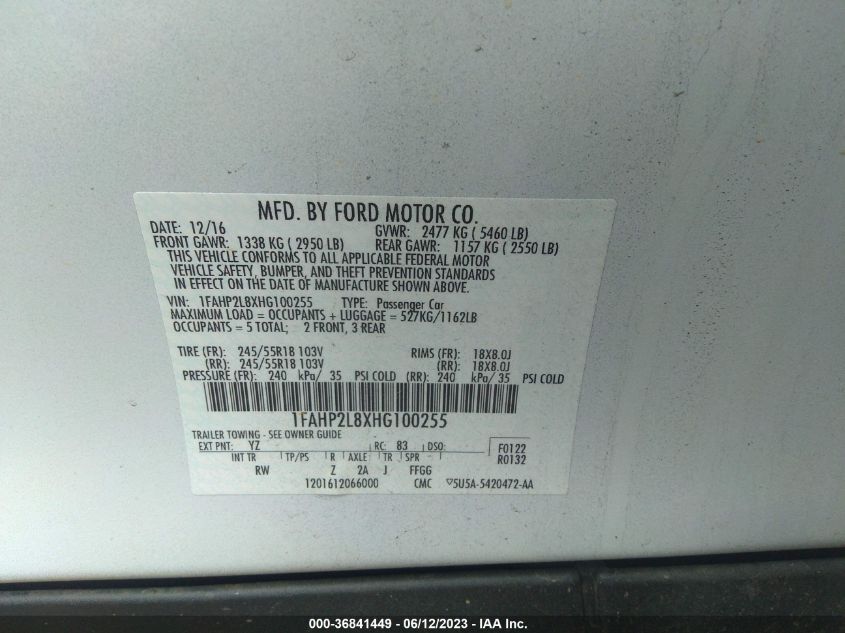 MFD. BY FORD MOTOR CO.
DATE: 12/16 GVWR: 2477 KG ( 5460 LB)
FRONT GAWR: 1338 KG ( 2950 LB) REAR GAWR: 1157 KG ( 2550 LB)
THIS VEHICLE CONFORMS TO ALL APPLICABLE FEDERAL MOTOR
VEHICLE SAFETY, BUMPER, AND THEFT PREVENTION STANDARDS
IN EFFECT ON THE DATE OF MANUFACTURE SHOWN ABOVE.
VIN: 1FAHP2L8XHG100255 TYPE: Passenger Car
MAXIMUM LOAD = OCCUPANTS + LUGGAGE = 527KG/1162LB
OCCUPANTS = 5 TOTAL; 2 FRONT, 3 REAR
TIRE (FR): 245/55R18 103V RIMS (FR): 18X8.0J
(RR): 245/55R18 103V (RR): 18X8.0J
PRESSURE (FR): 240 kPa/ 35 PSI COLD (RR): 240 kPa/ 35 PSI COLD
1FAHP2L8XHG100255
TRAILER TOWING - SEE OWNER GUIDE
EXT PNT: YZ RC: 83 DSO: F0122
INT TR TP/PS R AXLE TR SPR R0132
RW Z 2A J FFGG
1201612066000 CMC ▽5U5A-5420472-AA
000-36841449 - 06/12/2023 - IAA Inc.